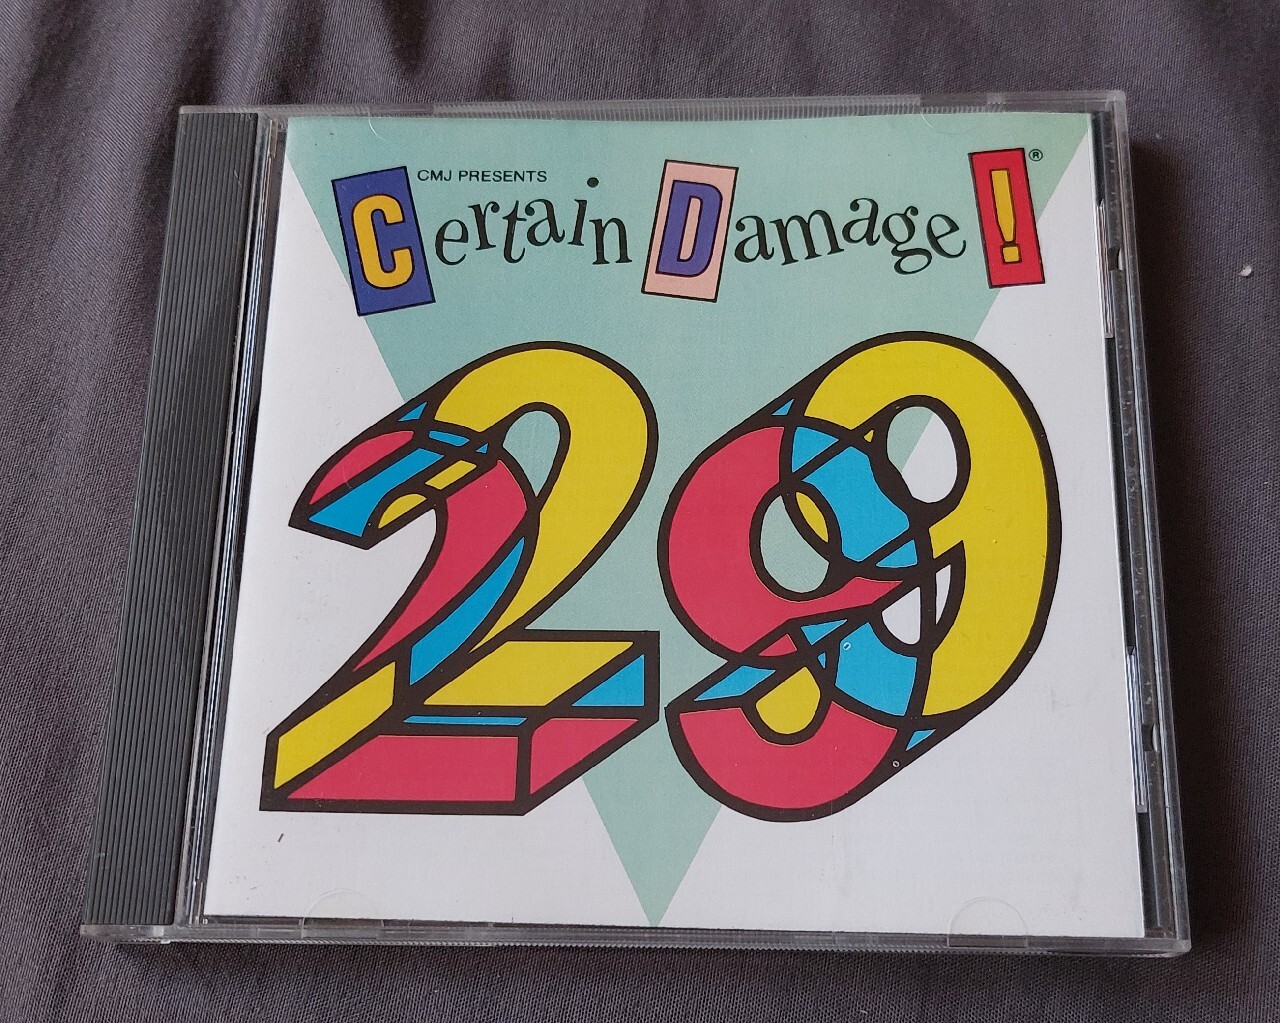 CMJ PRESENTS
Certain Damage!®
29